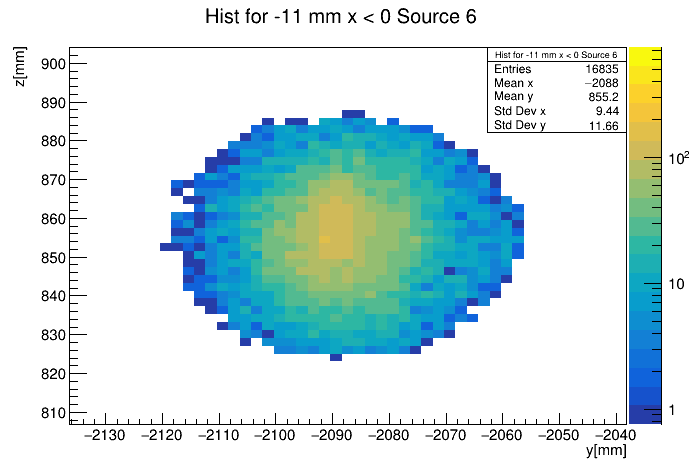 Hist for -11 mm x < 0 Source 6
z[mm]
Hist for -11 mm x < 0 Source 6
Entries 16835
Mean x −2088
Mean y 855.2
Std Dev x 9.44
Std Dev y 11.66
900
890
880
870
860
850
840
830
820
810
10²
10
1
−2130 −2120 −2110 −2100 −2090 −2080 −2070 −2060 −2050 −2040
y[mm]